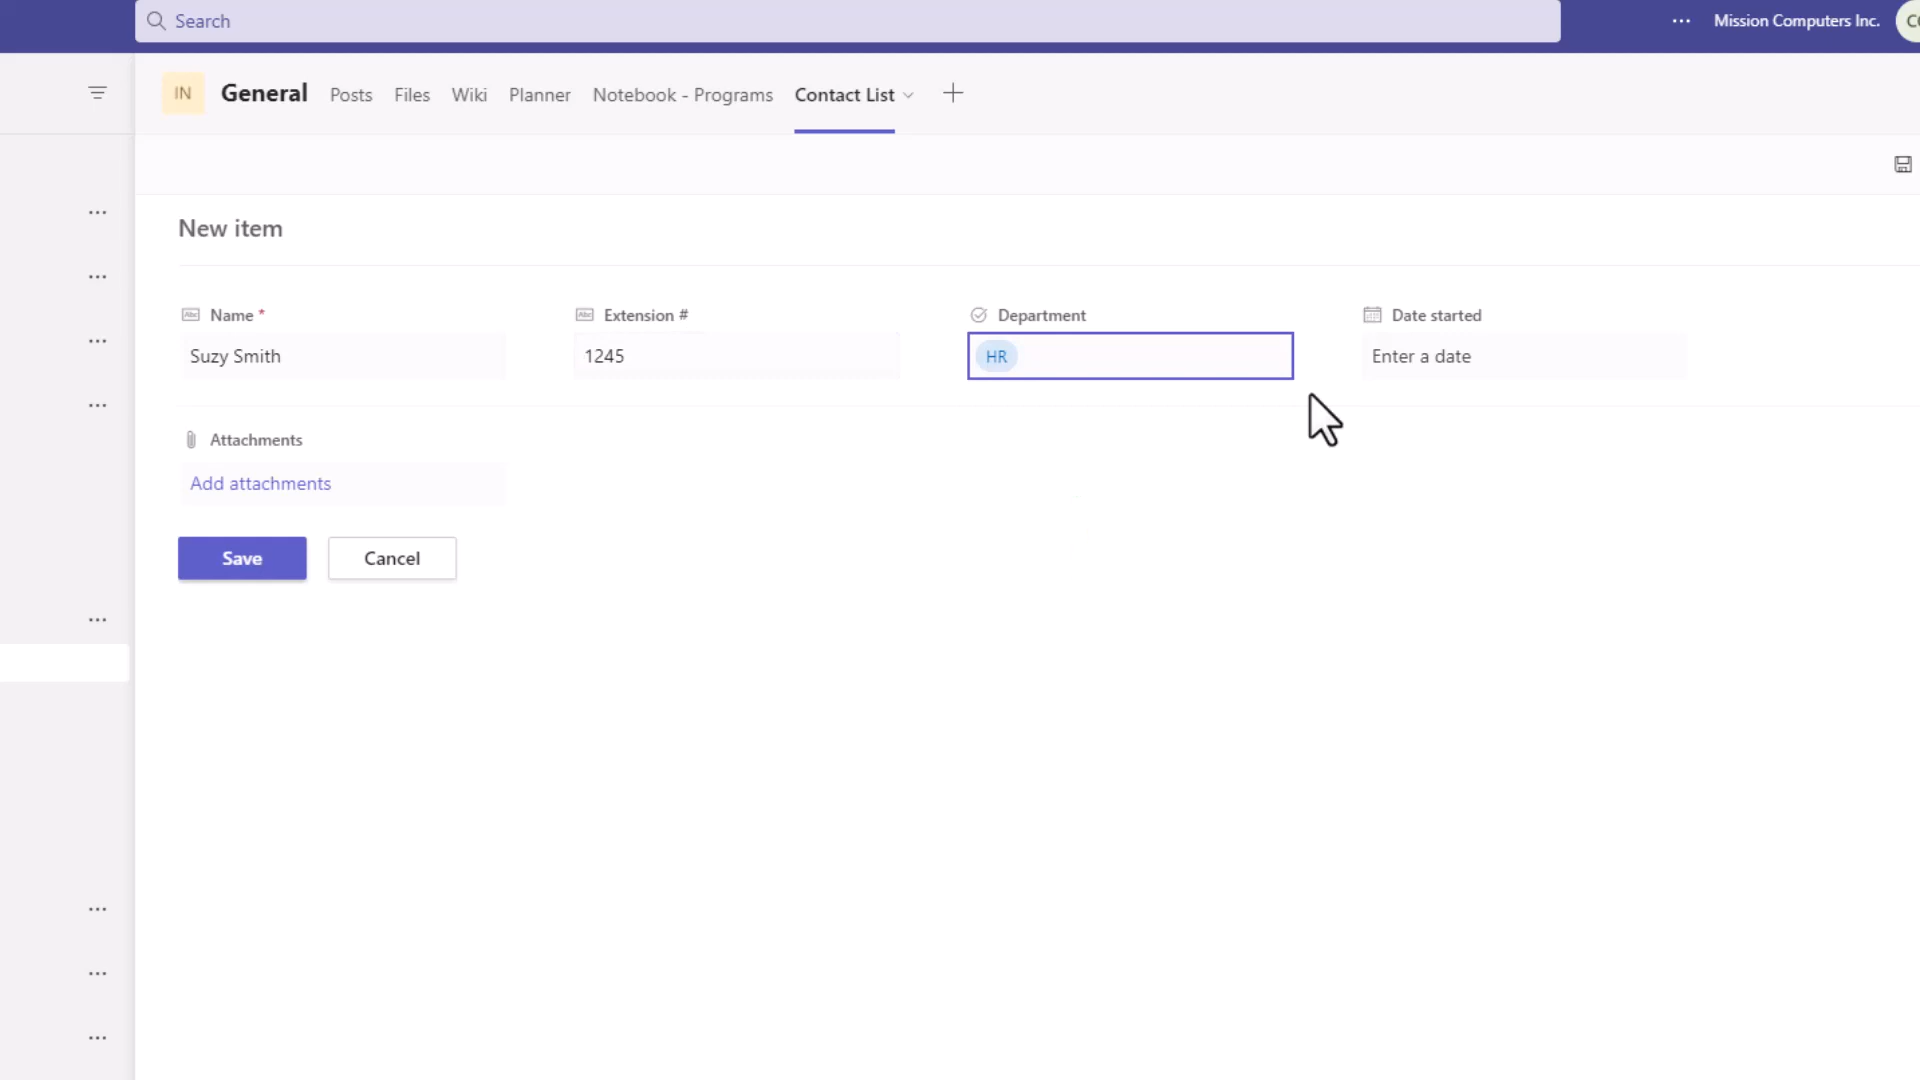 Search
Mission Computers Inc.
IN General Posts Files Wiki Planner Notebook - Programs Contact List
New item
Name * Extension # Department Date started
Suzy Smith 1245 HR Enter a date
Attachments
Add attachments
Save Cancel